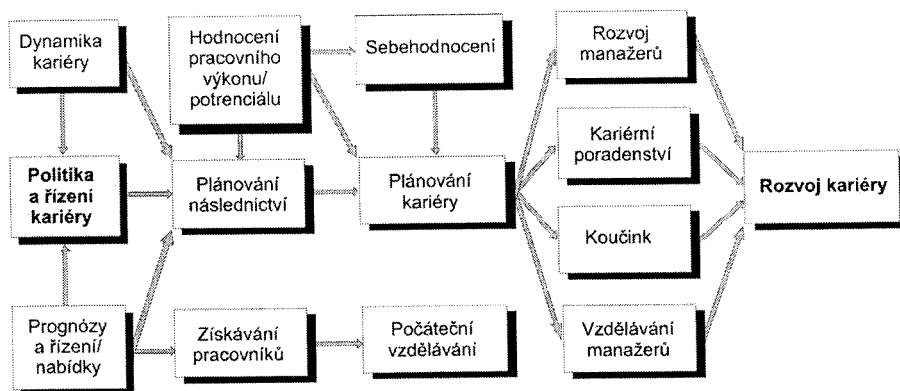 Dynamika
kariéry
Hodnocení
pracovního
výkonu/
potrenciálu
Sebehodnocení
Rozvoj
manažerů
Politika
a řízení
kariéry
Plánování
následnictví
Plánování
kariéry
Kariérní
poradenství
Koučink
Rozvoj kariéry
Prognózy
a řízení/
nabídky
Získávání
pracovníků
Počáteční
vzdělávání
Vzdělávání
manažerů